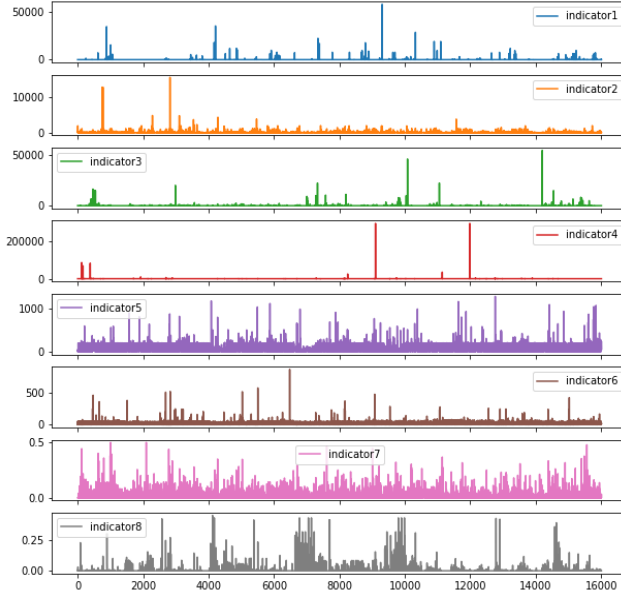 50000
indicator1
0
10000
indicator2
0
50000
indicator3
0
200000
indicator4
0
1000
indicator5
0
500
indicator6
0
0.5
indicator7
0.0
indicator8
0.25
0.00
0 2000 4000 6000 8000 10000 12000 14000 16000